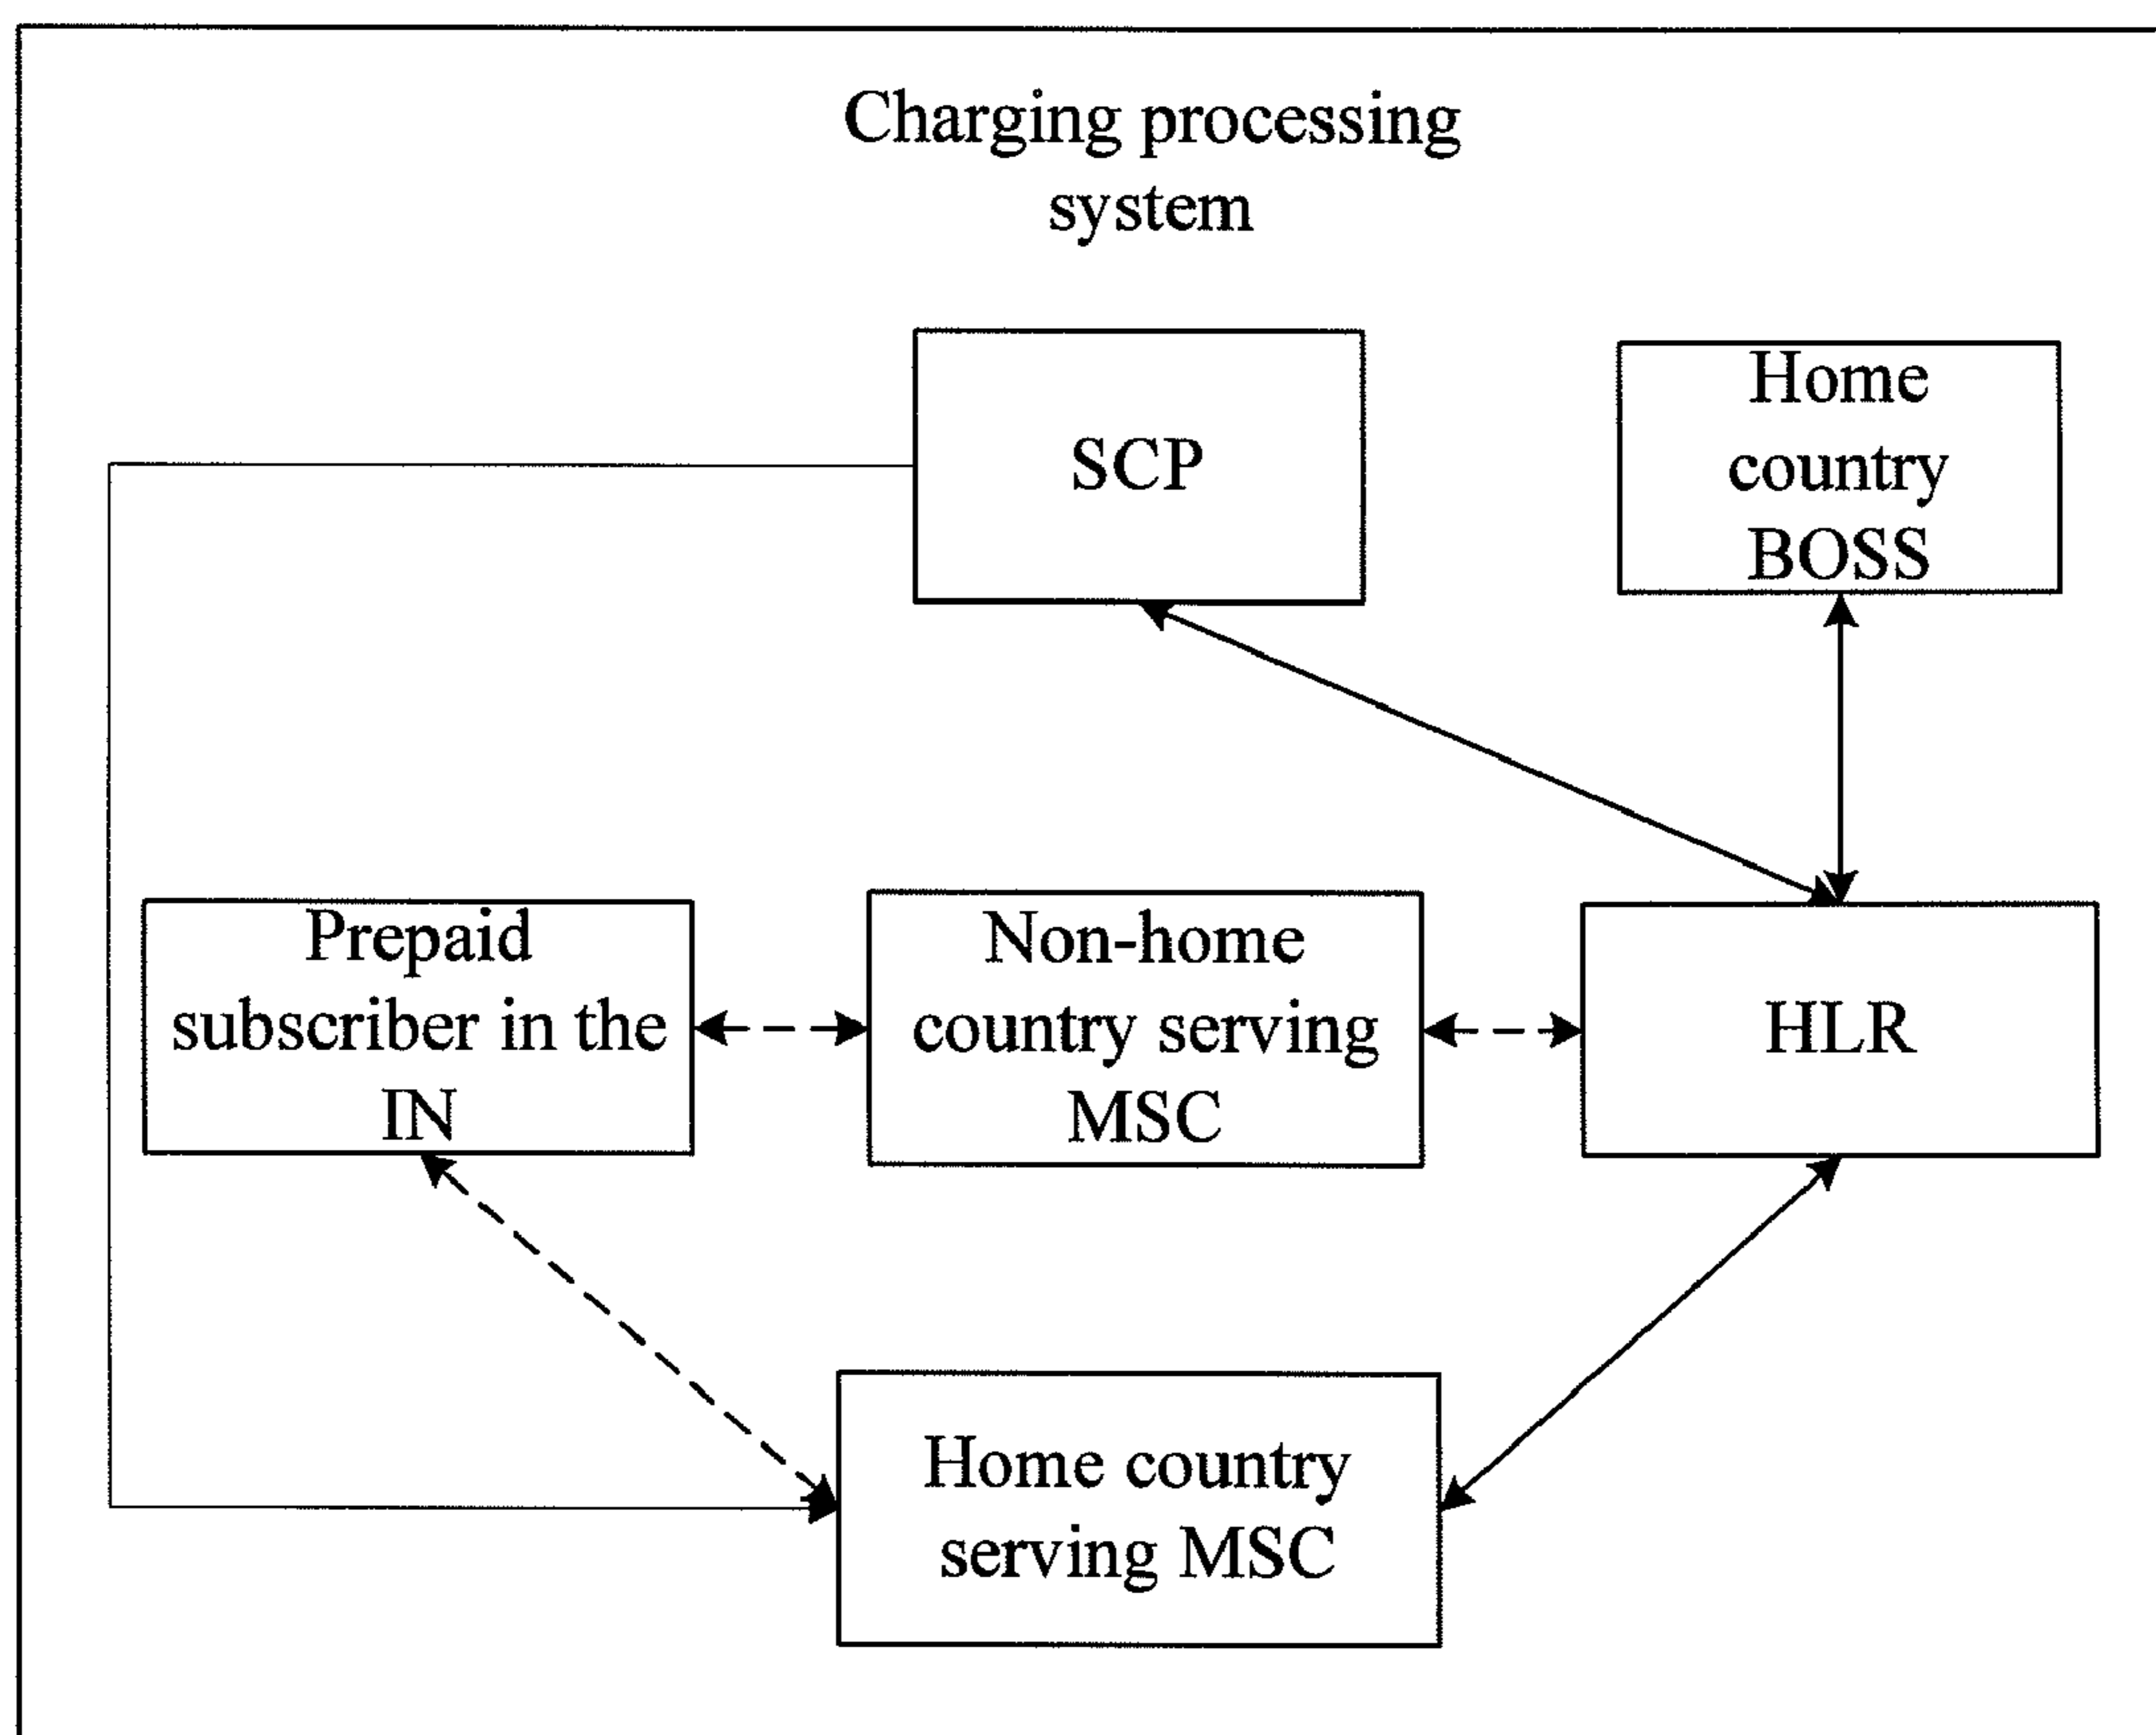 Charging processing
system
SCP
Home
country
BOSS
Prepaid
subscriber in the
IN
Non-home
country serving
MSC
HLR
Home country
serving MSC